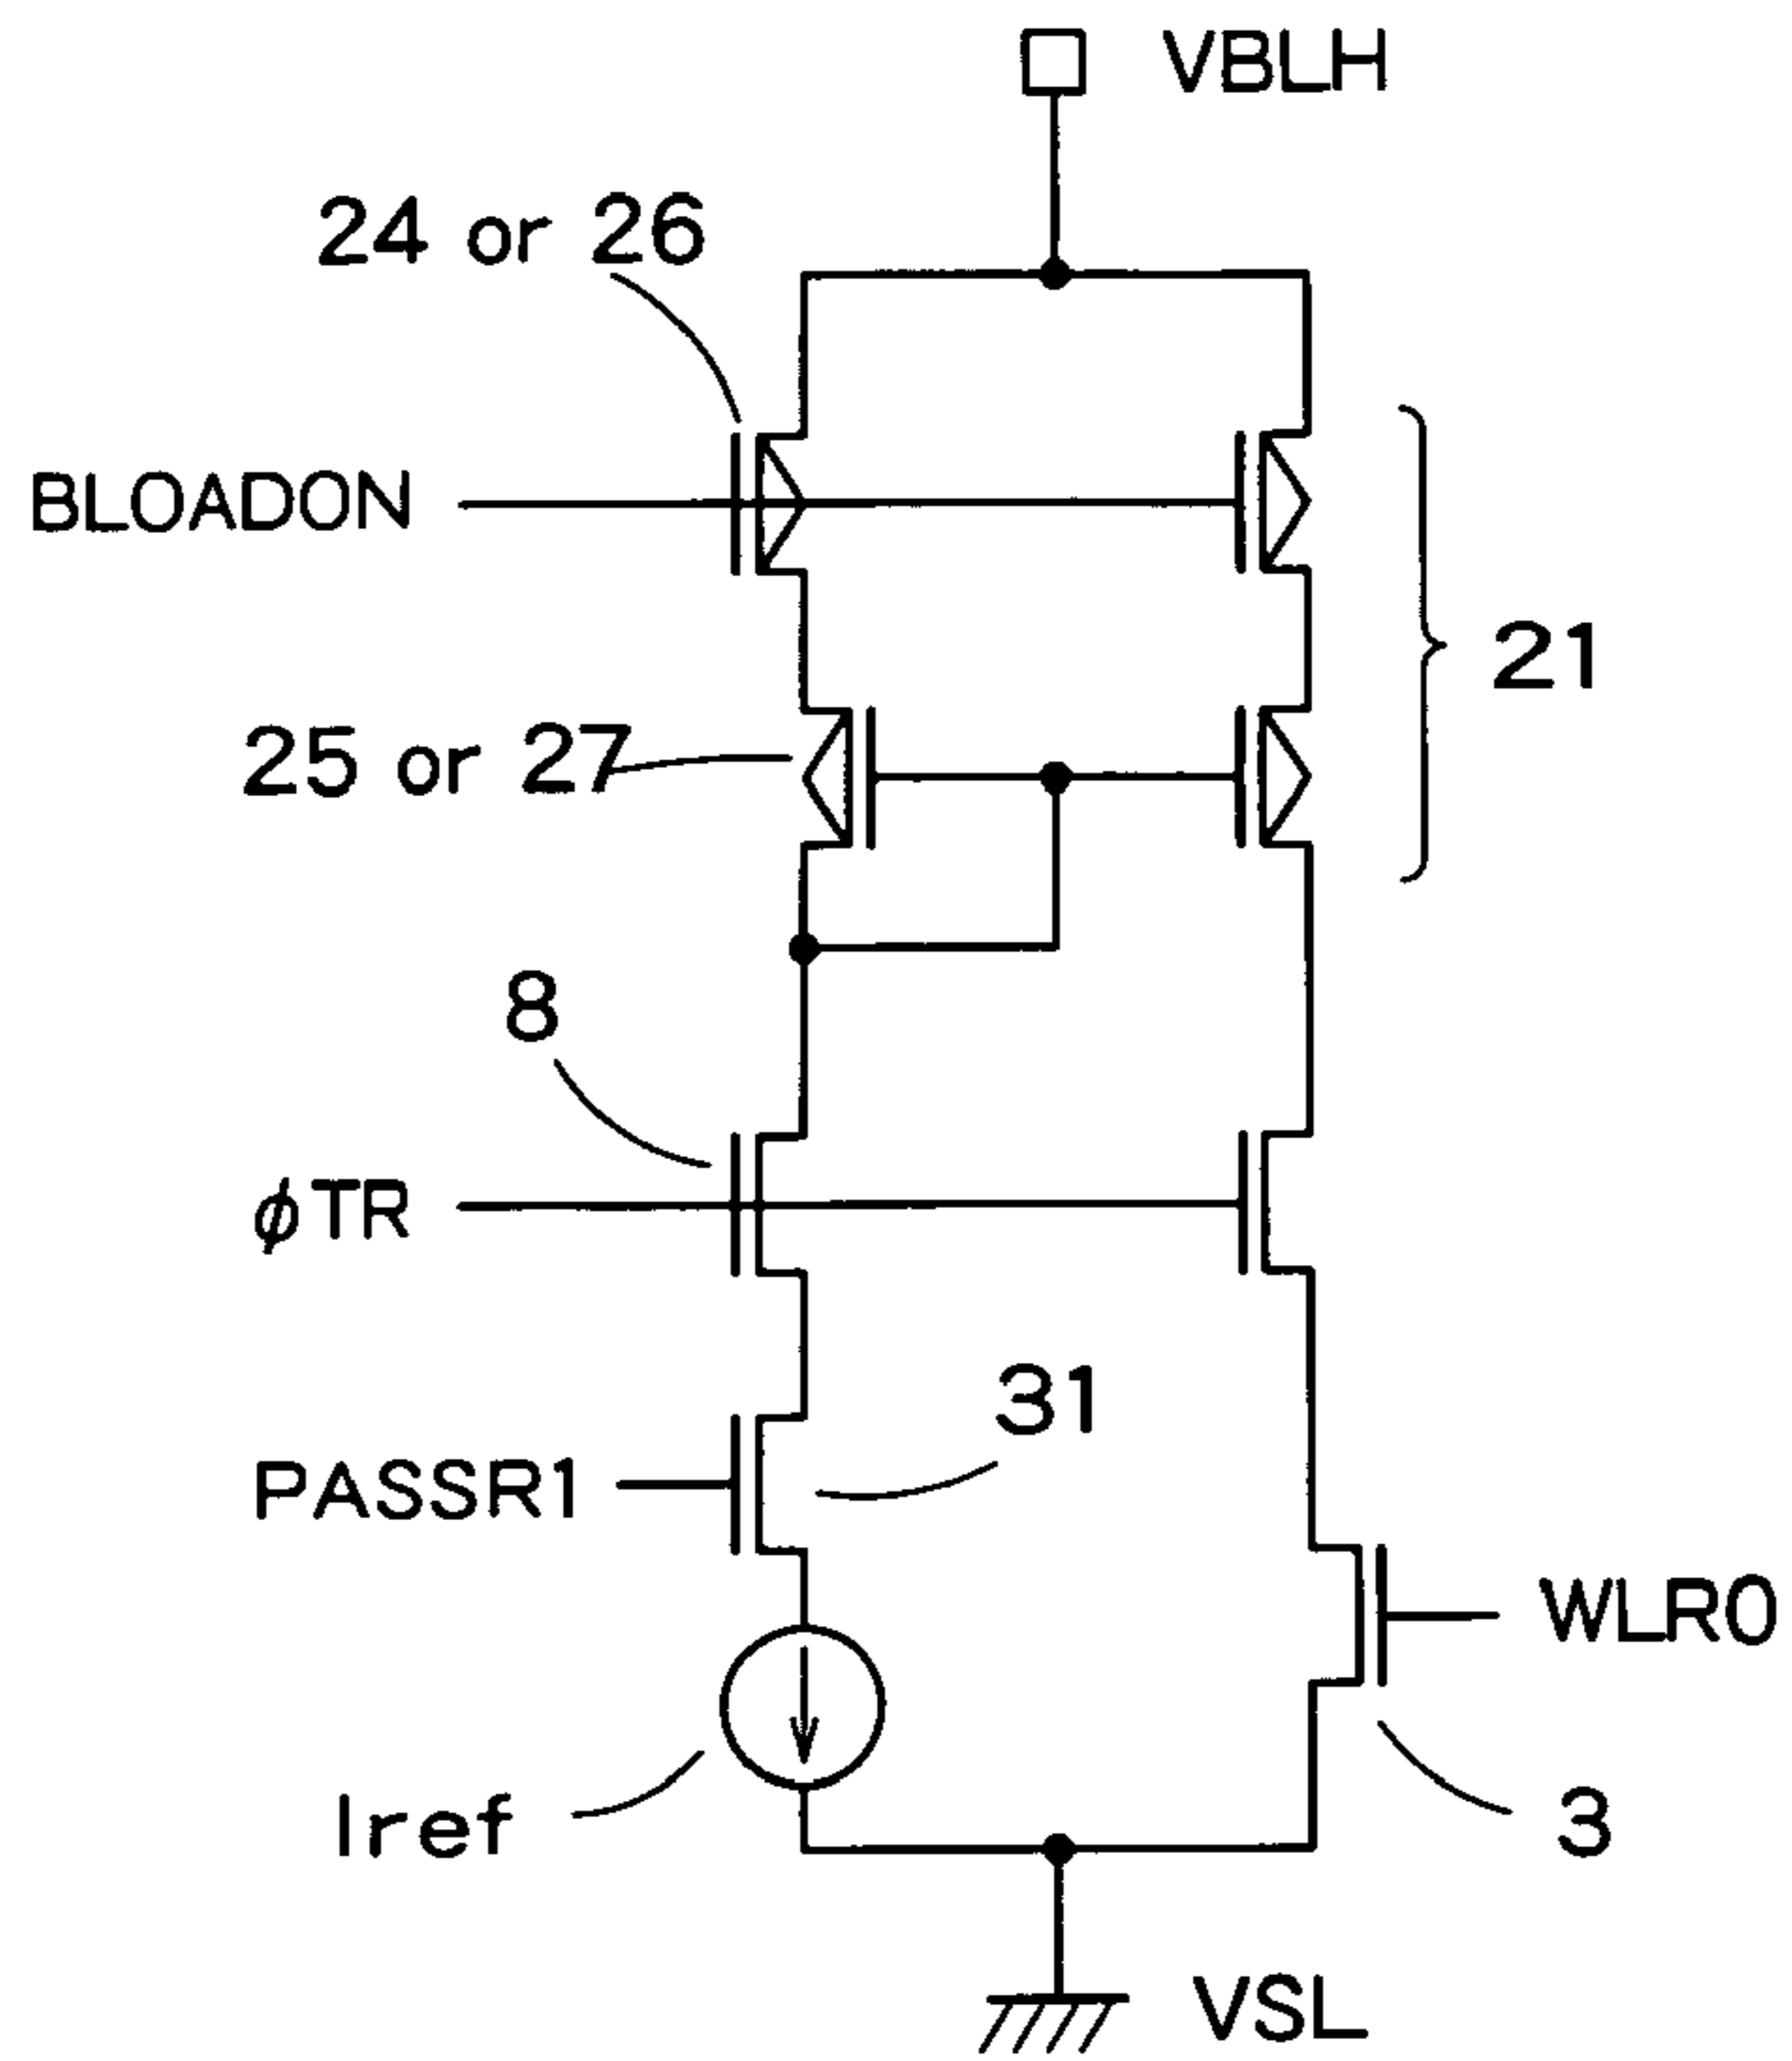 VBLH
24 or 26
BLOADON
21
25 or 27
8
ϕTR
31
PASSR1
WLR0
Iref
3
VSL